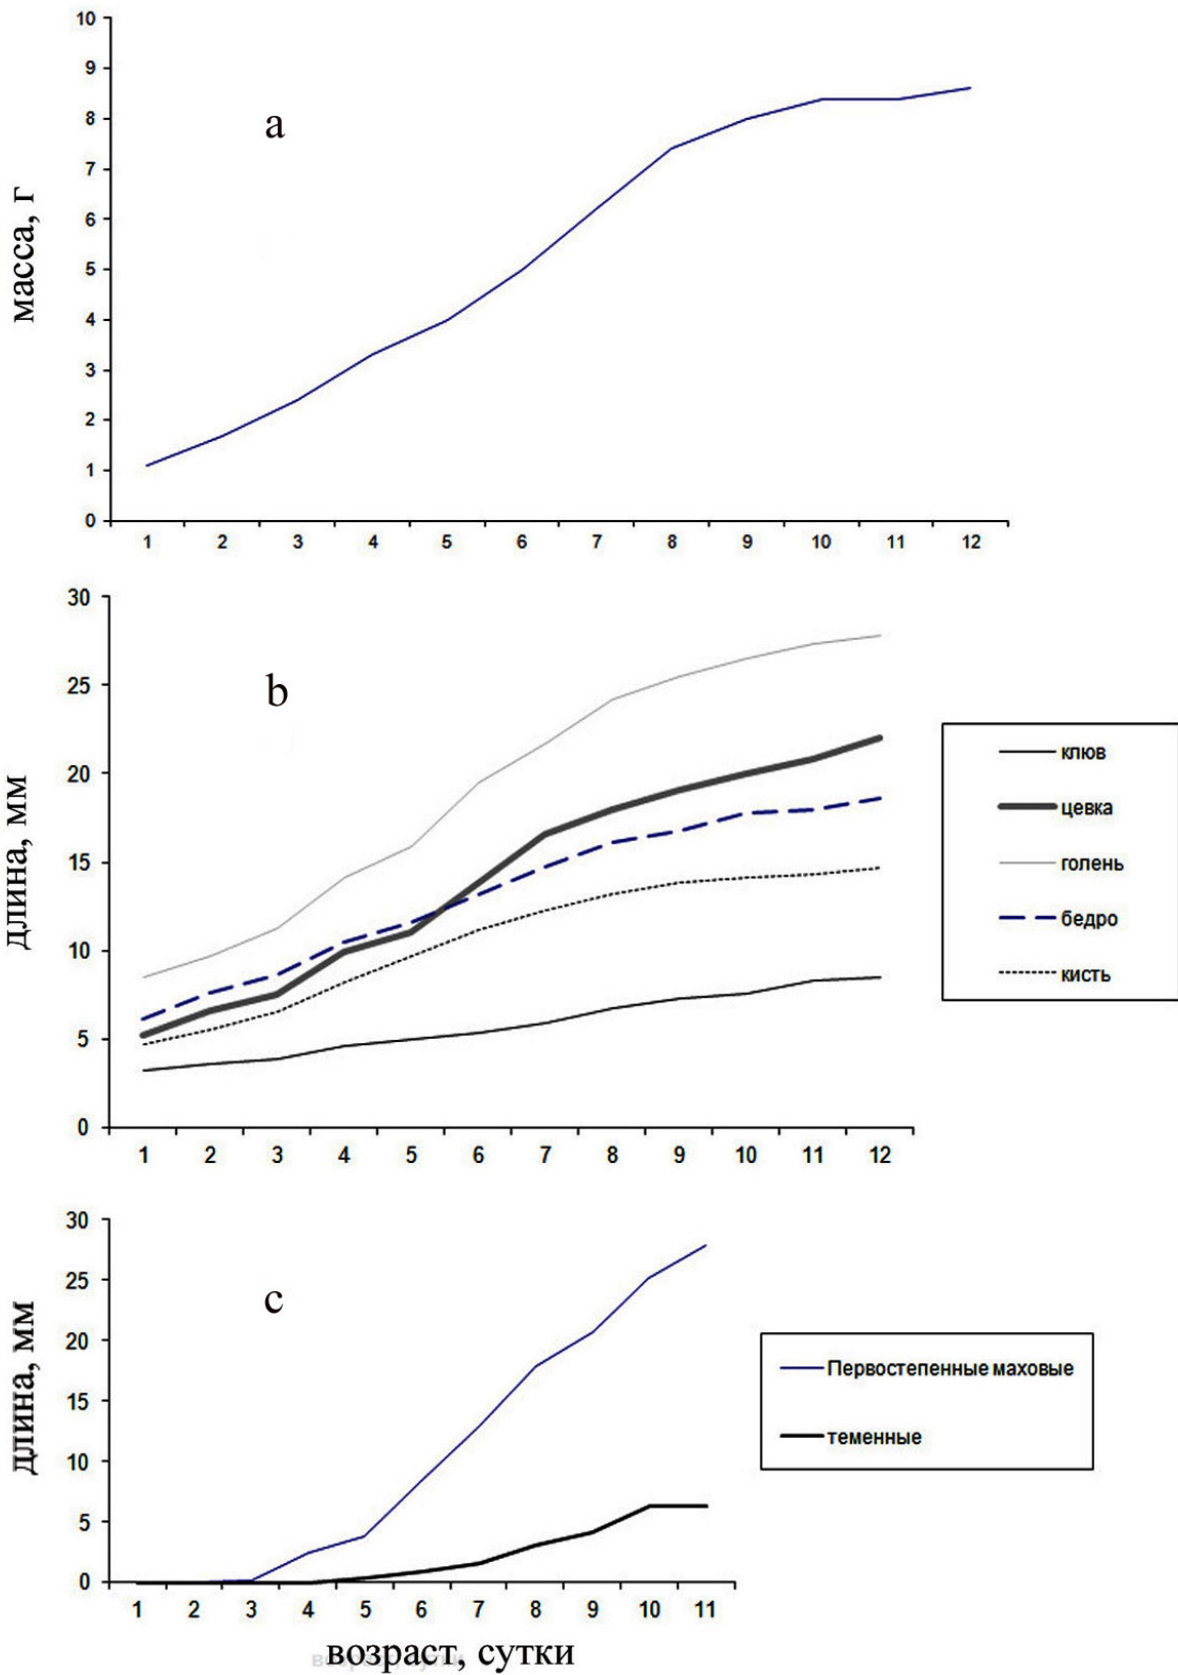 масса, г
10
9
8
7
6
5
4
3
2
1
0
a
1 2 3 4 5 6 7 8 9 10 11 12
длина, мм
30
25
20
15
10
5
0
b
клюв
цевка
голень
бедро
кисть
1 2 3 4 5 6 7 8 9 10 11 12
длина, мм
30
25
20
15
10
5
0
c
Первостепенные маховые
теменные
1 2 3 4 5 6 7 8 9 10 11
возраст, сутки